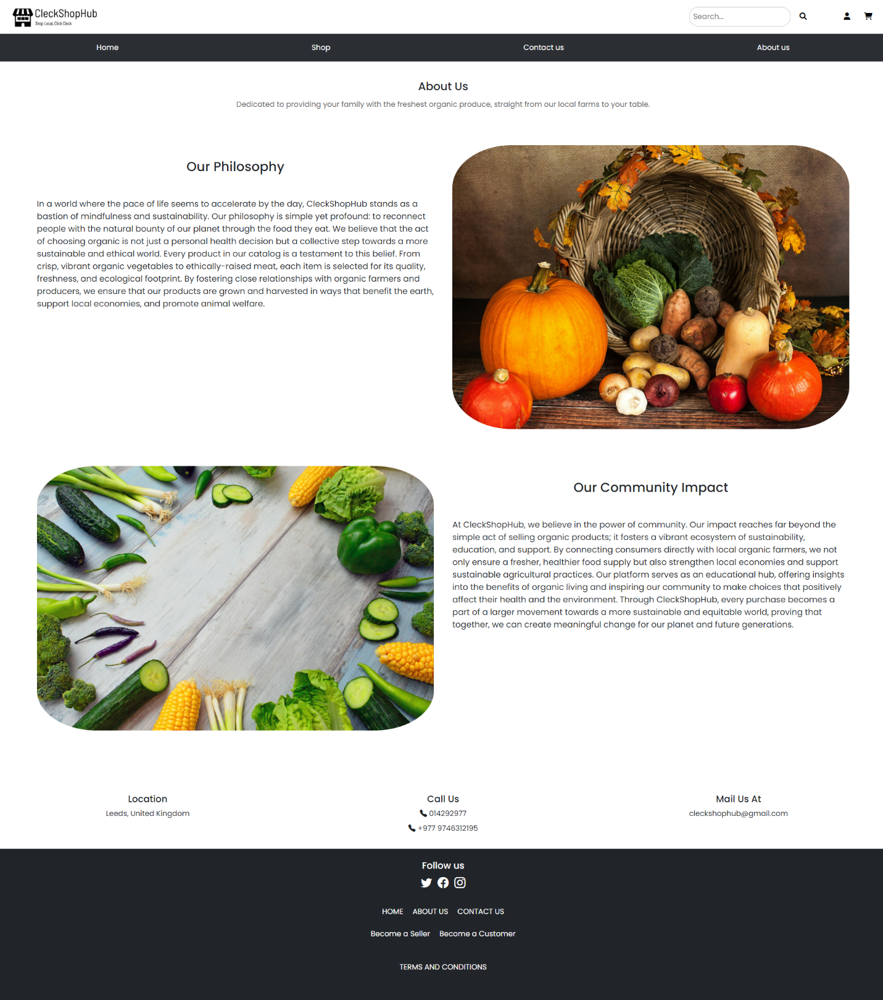 CleckShopHub
Shop Local, Click Cleck
Search...
Home
Shop
Contact us
About us
About Us
Dedicated to providing your family with the freshest organic produce, straight from our local farms to your table.
Our Philosophy
In a world where the pace of life seems to accelerate by the day, CleckShopHub stands as a
bastion of mindfulness and sustainability. Our philosophy is simple yet profound: to reconnect
people with the natural bounty of our planet through the food they eat. We believe that the act
of choosing organic is not just a personal health decision but a collective step towards a more
sustainable and ethical world. Every product in our catalog is a testament to this belief. From
crisp, vibrant organic vegetables to ethically-raised meat, each item is selected for its quality,
freshness, and ecological footprint. By fostering close relationships with organic farmers and
producers, we ensure that our products are grown and harvested in ways that benefit the earth,
support local economies, and promote animal welfare.
Our Community Impact
At CleckShopHub, we believe in the power of community. Our impact reaches far beyond the
simple act of selling organic products; it fosters a vibrant ecosystem of sustainability,
education, and support. By connecting consumers directly with local organic farmers, we not
only ensure a fresher, healthier food supply but also strengthen local economies and support
sustainable agricultural practices. Our platform serves as an educational hub, offering insights
into the benefits of organic living and inspiring our community to make choices that positively
affect their health and the environment. Through CleckShopHub, every purchase becomes a
part of a larger movement towards a more sustainable and equitable world, proving that
together, we can create meaningful change for our planet and future generations.
Location
Leeds, United Kingdom
Call Us
014292977
+977 9746312195
Mail Us At
cleckshophub@gmail.com
Follow us
HOME ABOUT US CONTACT US
Become a Seller Become a Customer
TERMS AND CONDITIONS